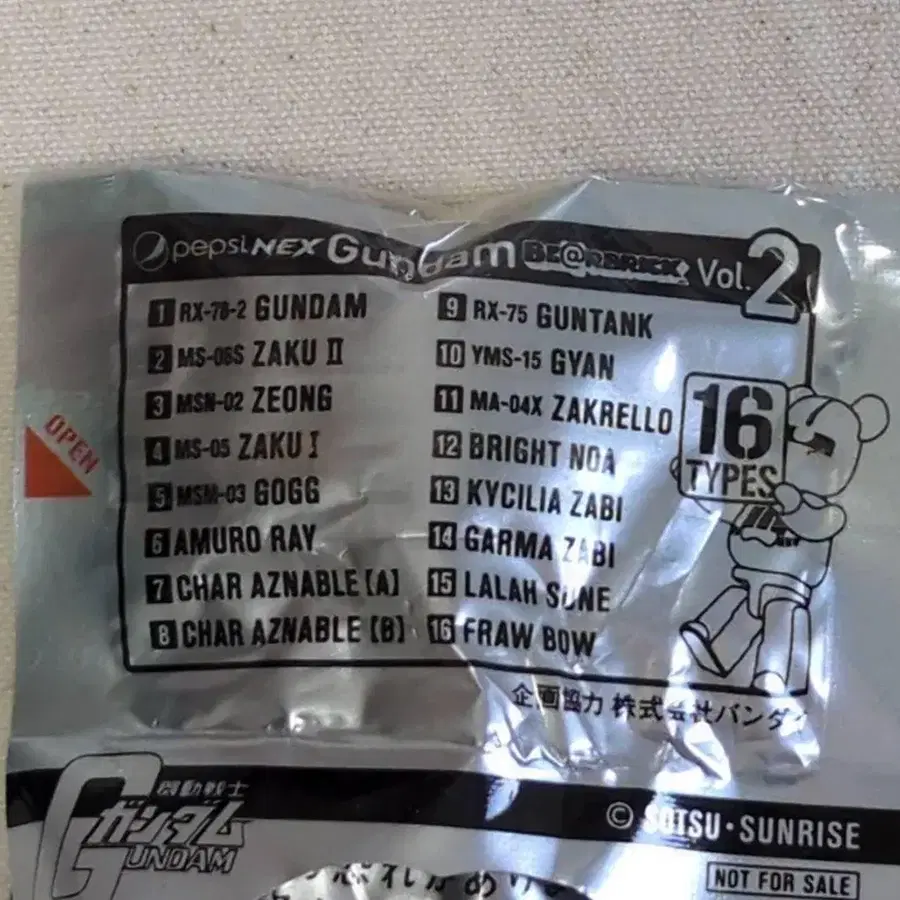 pepsi NEX Gundam BE@RBRICK Vol.2
1 RX-78-2 GUNDAM
2 MS-06S ZAKU II
3 MSN-02 ZEONG
4 MS-05 ZAKU I
5 MSM-03 GOGG
6 AMURO RAY
7 CHAR AZNABLE [A]
8 CHAR AZNABLE [B]
9 RX-75 GUNTANK
10 YMS-15 GYAN
11 MA-04X ZAKRELLO
12 BRIGHT NOA
13 KYCILIA ZABI
14 GARMA ZABI
15 LALAH SUNE
16 FRAW BOW
16
TYPES
OPEN
企画協力 株式会社バンダイ
機動戦士
ガンダム
GUNDAM
© SOTSU・SUNRISE
NOT FOR SALE